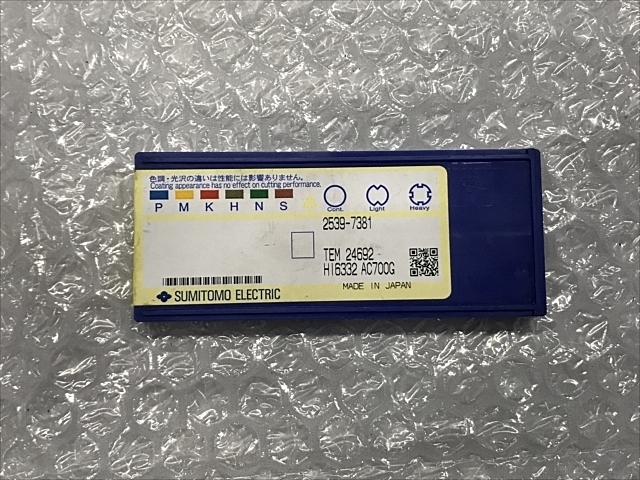 色調・光沢の違いは性能には影響ありません。
Coating appearance has no effect on cutting performance.
P M K H N S
Cont. Light Heavy
2539-7381
TEM 24692
HI6332 AC700G
MADE IN JAPAN
SUMITOMO ELECTRIC